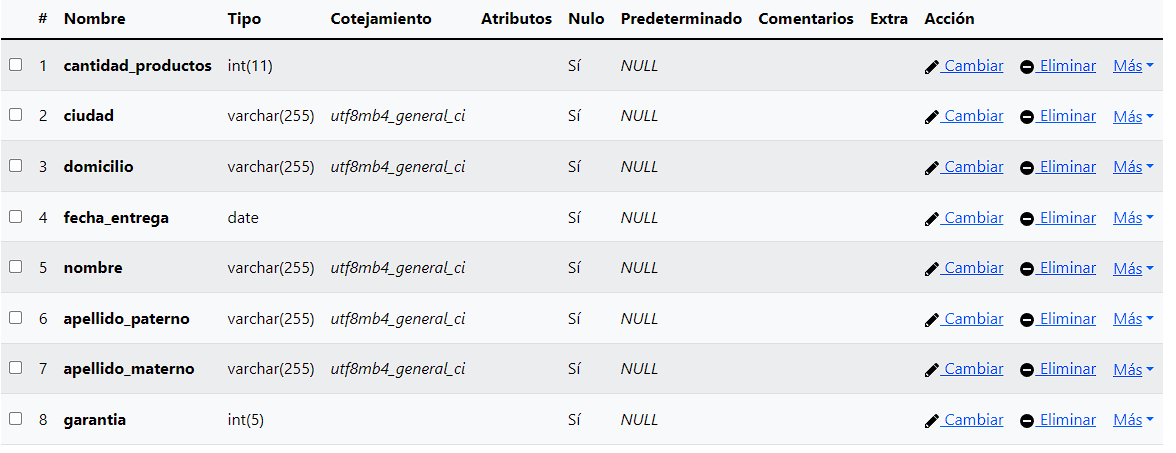 # Nombre Tipo Cotejamiento Atributos Nulo Predeterminado Comentarios Extra Acción
1 cantidad_productos int(11) Sí NULL Cambiar Eliminar Más
2 ciudad varchar(255) utf8mb4_general_ci Sí NULL Cambiar Eliminar Más
3 domicilio varchar(255) utf8mb4_general_ci Sí NULL Cambiar Eliminar Más
4 fecha_entrega date Sí NULL Cambiar Eliminar Más
5 nombre varchar(255) utf8mb4_general_ci Sí NULL Cambiar Eliminar Más
6 apellido_paterno varchar(255) utf8mb4_general_ci Sí NULL Cambiar Eliminar Más
7 apellido_materno varchar(255) utf8mb4_general_ci Sí NULL Cambiar Eliminar Más
8 garantia int(5) Sí NULL Cambiar Eliminar Más